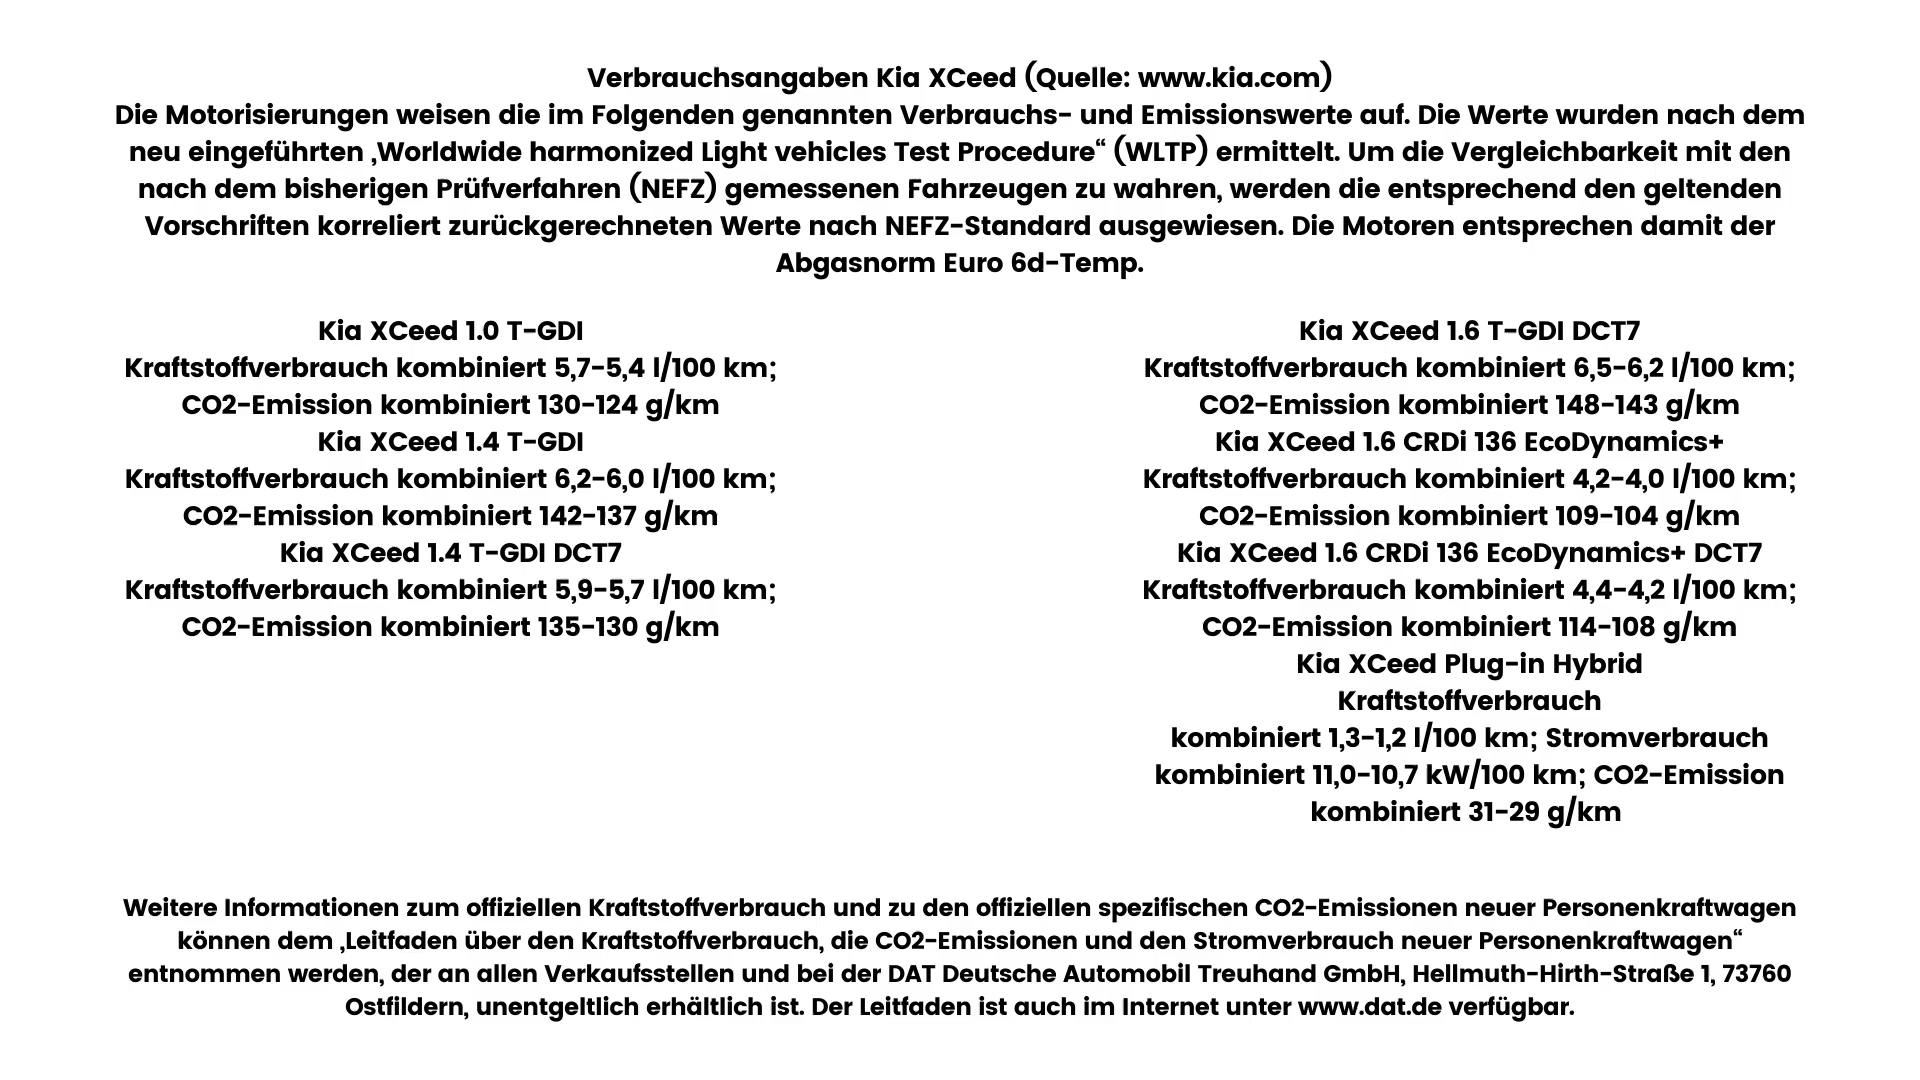 Verbrauchsangaben Kia XCeed (Quelle: www.kia.com)
Die Motorisierungen weisen die im Folgenden genannten Verbrauchs- und Emissionswerte auf. Die Werte wurden nach dem
neu eingeführten ‚Worldwide harmonized Light vehicles Test Procedure“ (WLTP) ermittelt. Um die Vergleichbarkeit mit den
nach dem bisherigen Prüfverfahren (NEFZ) gemessenen Fahrzeugen zu wahren, werden die entsprechend den geltenden
Vorschriften korreliert zurückgerechneten Werte nach NEFZ-Standard ausgewiesen. Die Motoren entsprechen damit der
Abgasnorm Euro 6d-Temp.
Kia XCeed 1.0 T-GDI
Kraftstoffverbrauch kombiniert 5,7-5,4 l/100 km;
CO2-Emission kombiniert 130-124 g/km
Kia XCeed 1.4 T-GDI
Kraftstoffverbrauch kombiniert 6,2-6,0 l/100 km;
CO2-Emission kombiniert 142-137 g/km
Kia XCeed 1.4 T-GDI DCT7
Kraftstoffverbrauch kombiniert 5,9-5,7 l/100 km;
CO2-Emission kombiniert 135-130 g/km
Kia XCeed 1.6 T-GDI DCT7
Kraftstoffverbrauch kombiniert 6,5-6,2 l/100 km;
CO2-Emission kombiniert 148-143 g/km
Kia XCeed 1.6 CRDi 136 EcoDynamics+
Kraftstoffverbrauch kombiniert 4,2-4,0 l/100 km;
CO2-Emission kombiniert 109-104 g/km
Kia XCeed 1.6 CRDi 136 EcoDynamics+ DCT7
Kraftstoffverbrauch kombiniert 4,4-4,2 l/100 km;
CO2-Emission kombiniert 114-108 g/km
Kia XCeed Plug-in Hybrid
Kraftstoffverbrauch
kombiniert 1,3-1,2 l/100 km; Stromverbrauch
kombiniert 11,0-10,7 kW/100 km; CO2-Emission
kombiniert 31-29 g/km
Weitere Informationen zum offiziellen Kraftstoffverbrauch und zu den offiziellen spezifischen CO2-Emissionen neuer Personenkraftwagen
können dem ‚Leitfaden über den Kraftstoffverbrauch, die CO2-Emissionen und den Stromverbrauch neuer Personenkraftwagen“
entnommen werden, der an allen Verkaufsstellen und bei der DAT Deutsche Automobil Treuhand GmbH, Hellmuth-Hirth-Straße 1, 73760
Ostfildern, unentgeltlich erhältlich ist. Der Leitfaden ist auch im Internet unter www.dat.de verfügbar.